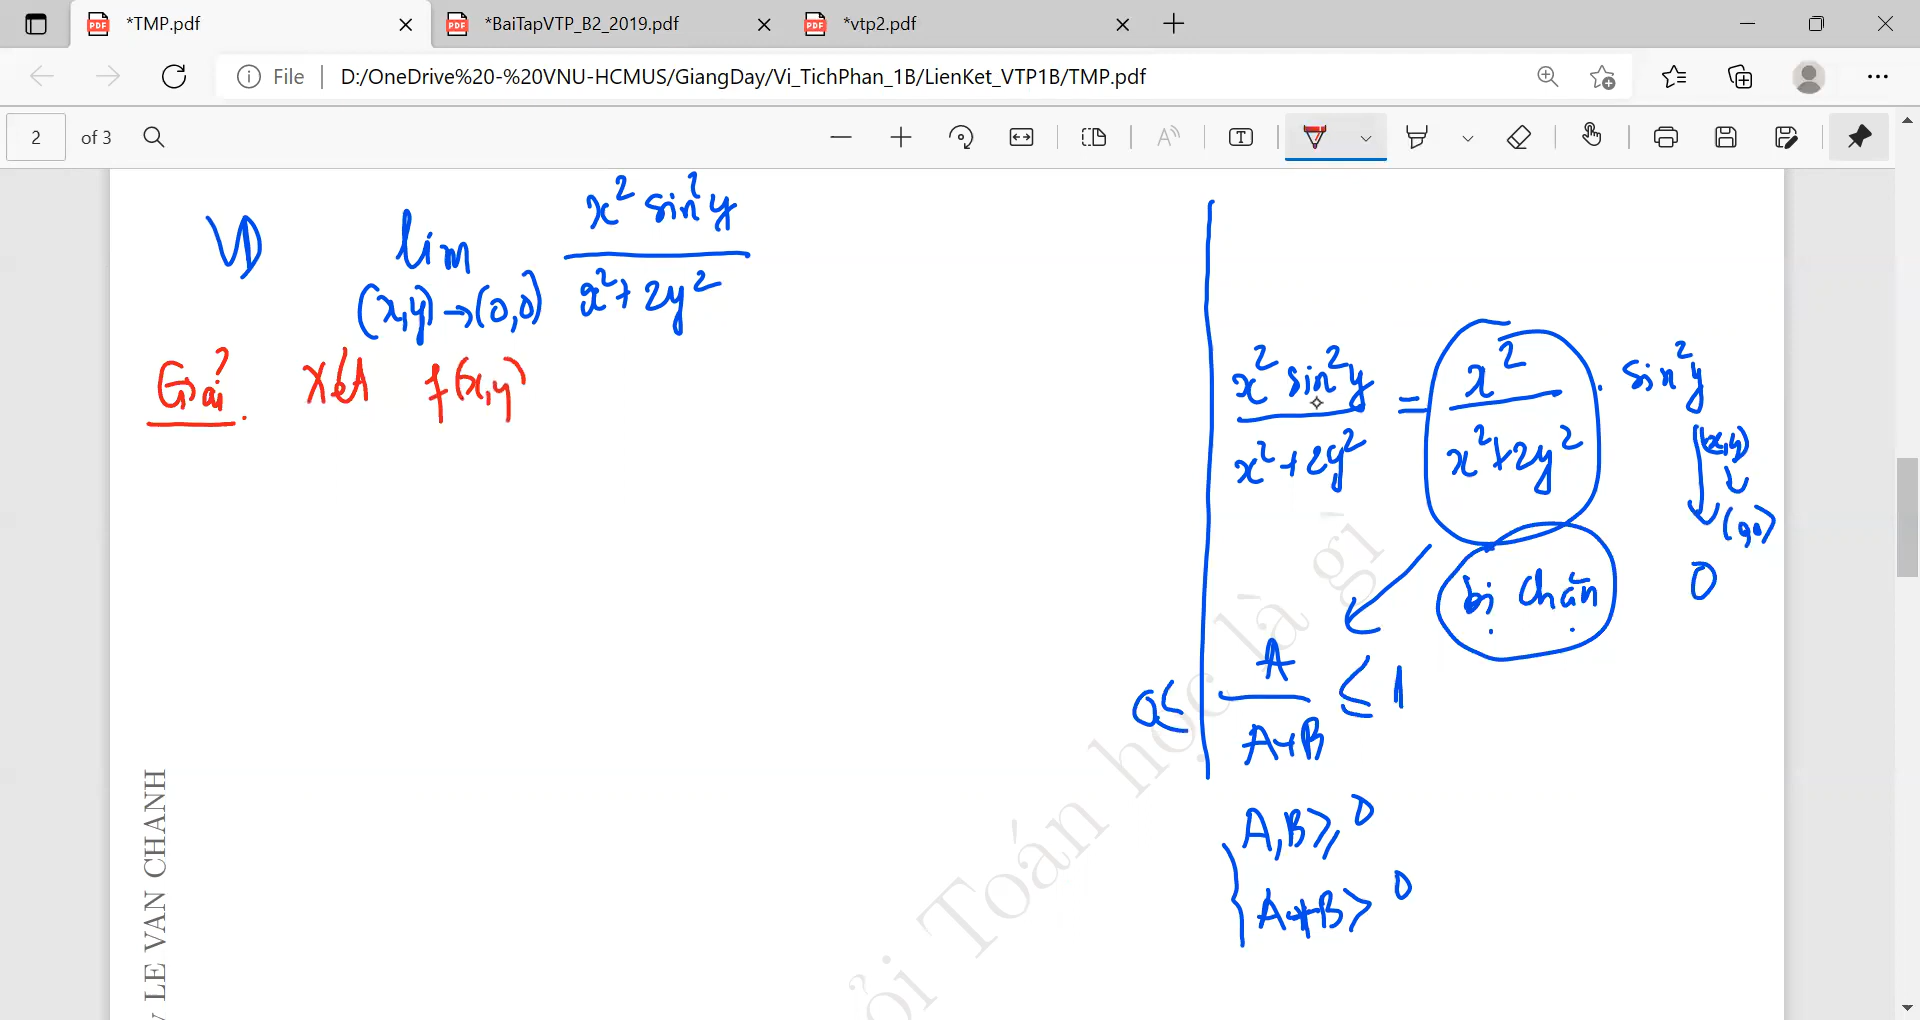 *TMP.pdf
*BaiTapVTP_B2_2019.pdf
*vtp2.pdf
File
D:/OneDrive%20-%20VNU-HCMUS/GiangDay/Vi_TichPhan_1B/LienKet_VTP1B/TMP.pdf
2 of 3
VD lim x² sin²y / x²+2y²
(x,y)→(0,0)
Giải. Xét f(x,y)
x² sin²y / x²+2y² = x² / x²+2y² . sin²y
(x,y)
↓
(0,0)
bị chặn
0
0≤ A / A+B ≤ 1
A,B ≥ 0
A+B > 0
LE VAN CHANH
ỏi Toán học là gì